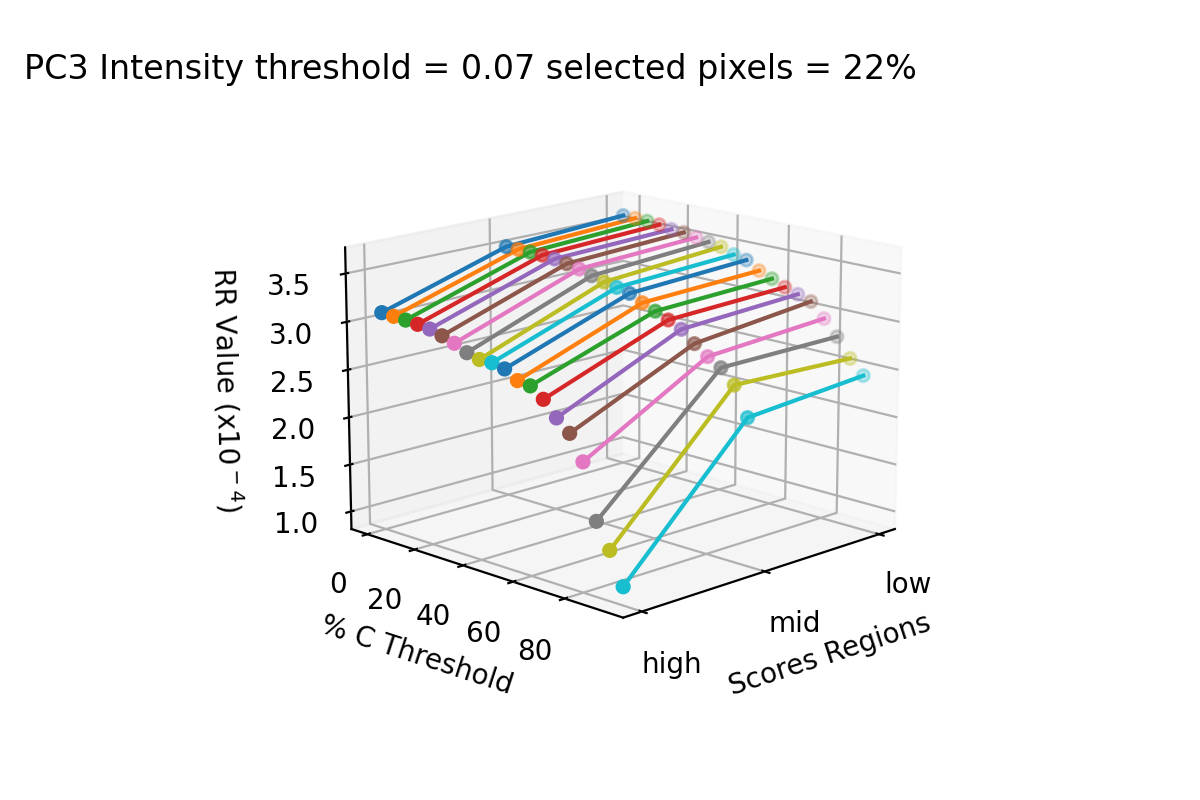 PC3 Intensity threshold = 0.07 selected pixels = 22%
RR Value (x10⁻⁴)
3.5
3.0
2.5
2.0
1.5
1.0
0
20
40
60
80
% C Threshold
high
mid
low
Scores Regions